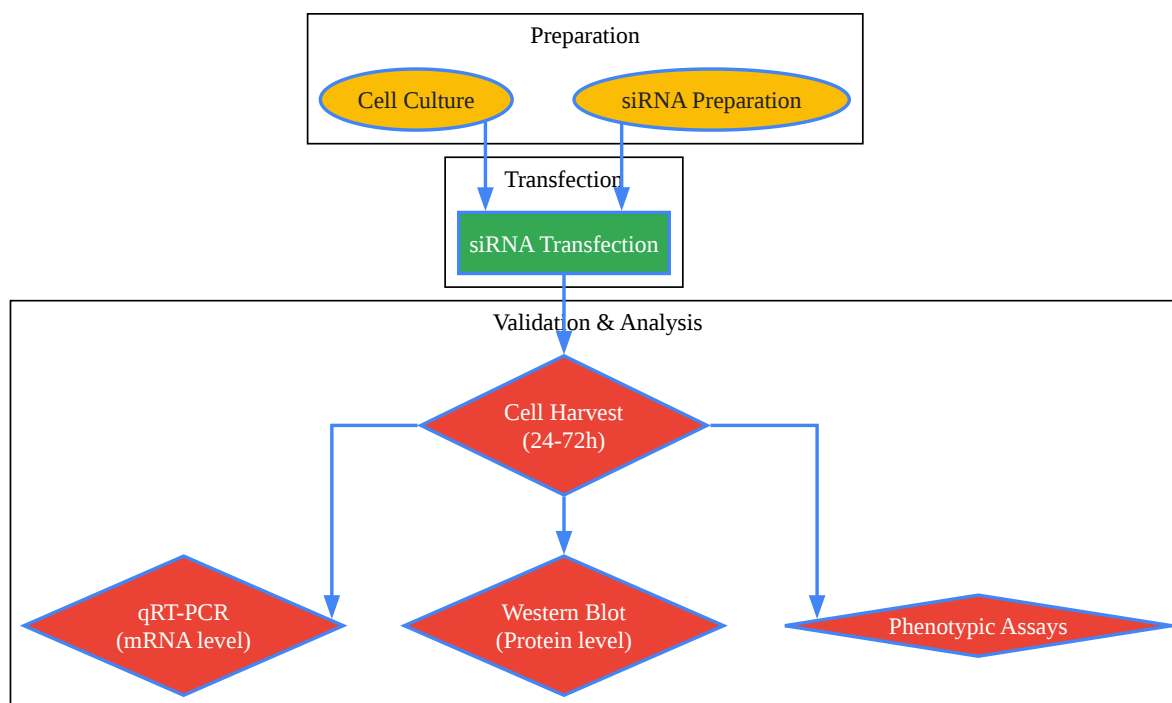 Preparation
Cell Culture
siRNA Preparation
Transfection
siRNA Transfection
Validation & Analysis
Cell Harvest
(24-72h)
qRT-PCR
(mRNA level)
Western Blot
(Protein level)
Phenotypic Assays